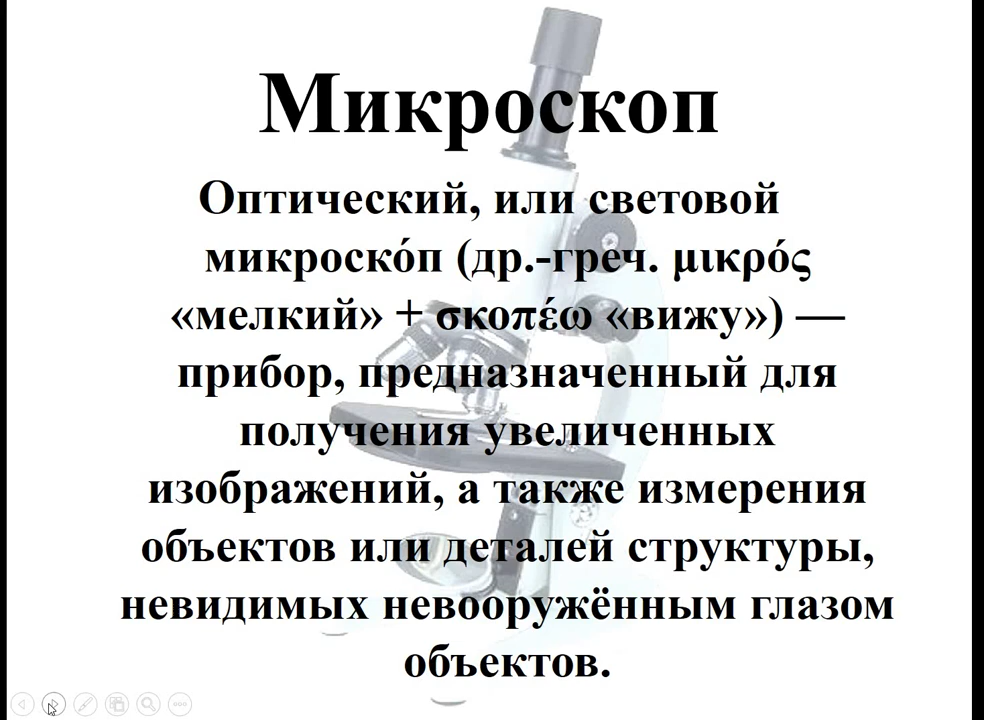 Микроскоп
Оптический, или световой
микроско́п (др.-греч. μικρός
«мелкий» + σκοπέω «вижу») —
прибор, предназначенный для
получения увеличенных
изображений, а также измерения
объектов или деталей структуры,
невидимых невооружённым глазом
объектов.